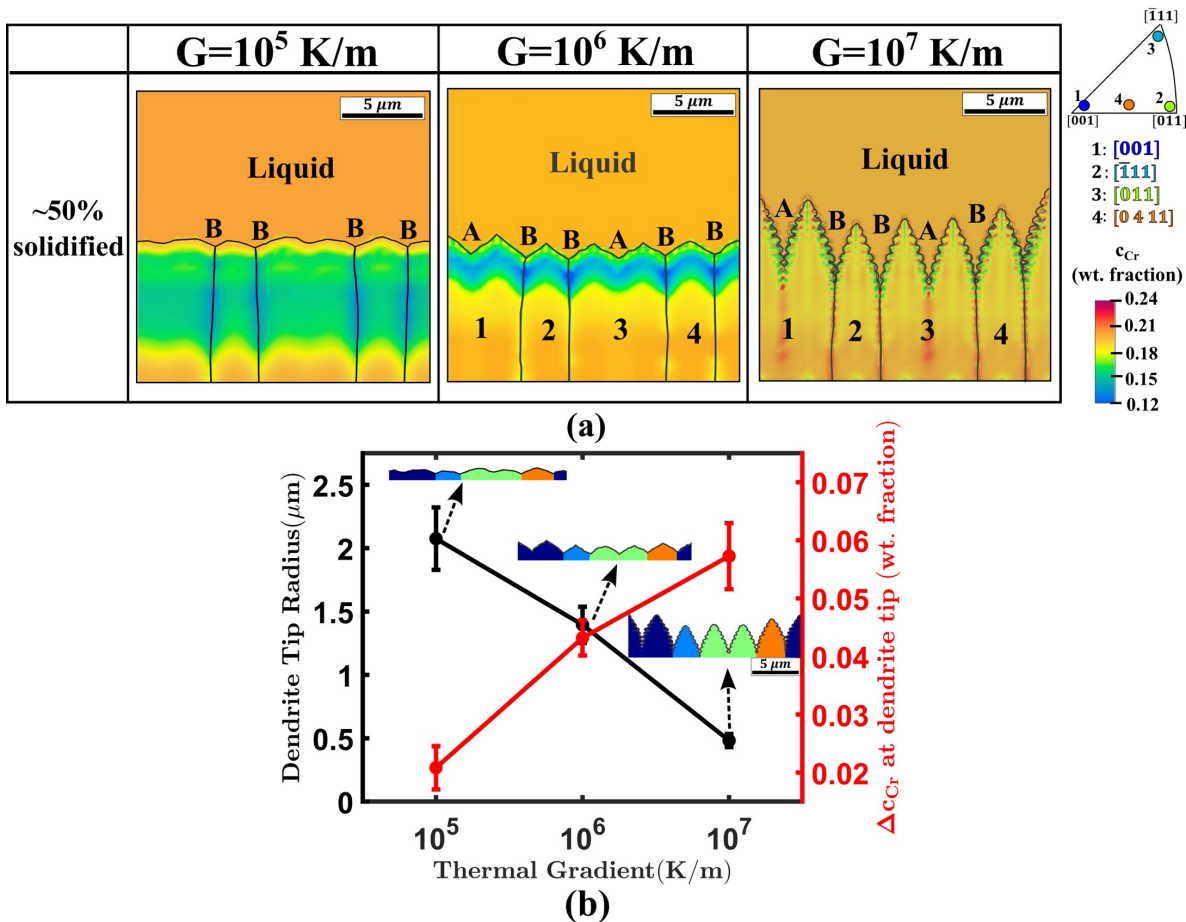 G=10⁵ K/m
G=10⁶ K/m
G=10⁷ K/m
~50%
solidified
5 μm
Liquid
B B B B
5 μm
Liquid
A B B A B B
1 2 3 4
5 μm
Liquid
A B B A B
1 2 3 4
[1̅11]
3
1 4 2
[001] [011]
1: [001]
2: [1̅11]
3: [011]
4: [0 4 11]
c_Cr
(wt. fraction)
0.24
0.21
0.18
0.15
0.12
(a)
Dendrite Tip Radius(μm)
2.5
2
1.5
1
0.5
0
5 μm
0.07
0.06
0.05
0.04
0.03
0.02
Δc_Cr at dendrite tip (wt. fraction)
10⁵ 10⁶ 10⁷
Thermal Gradient(K/m)
(b)